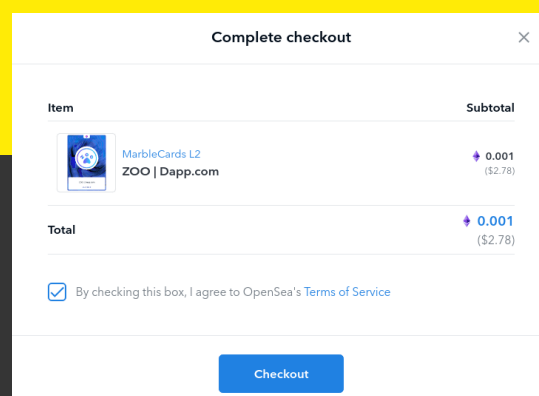 Complete checkout
Item Subtotal
MarbleCards L2
ZOO | Dapp.com
0.001
($2.78)
Total
0.001
($2.78)
By checking this box, I agree to OpenSea's Terms of Service
Checkout